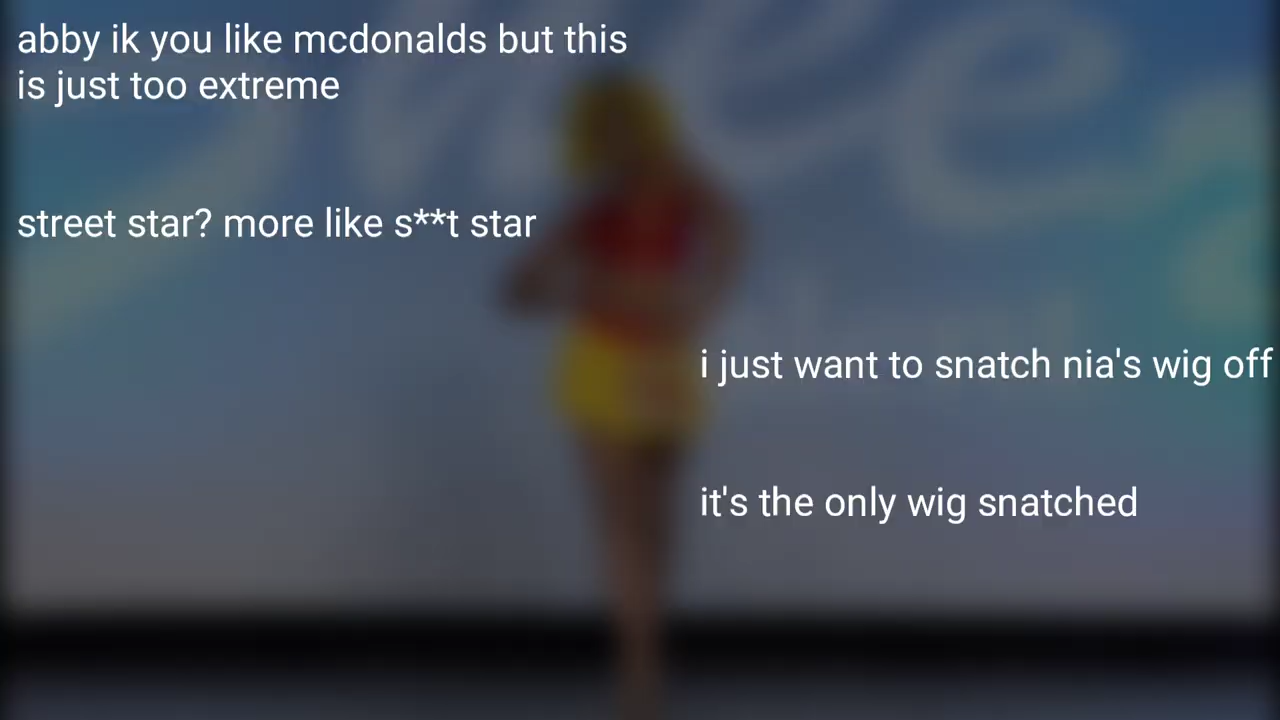 abby ik you like mcdonalds but this
is just too extreme
street star? more like s**t star
i just want to snatch nia's wig off
it's the only wig snatched